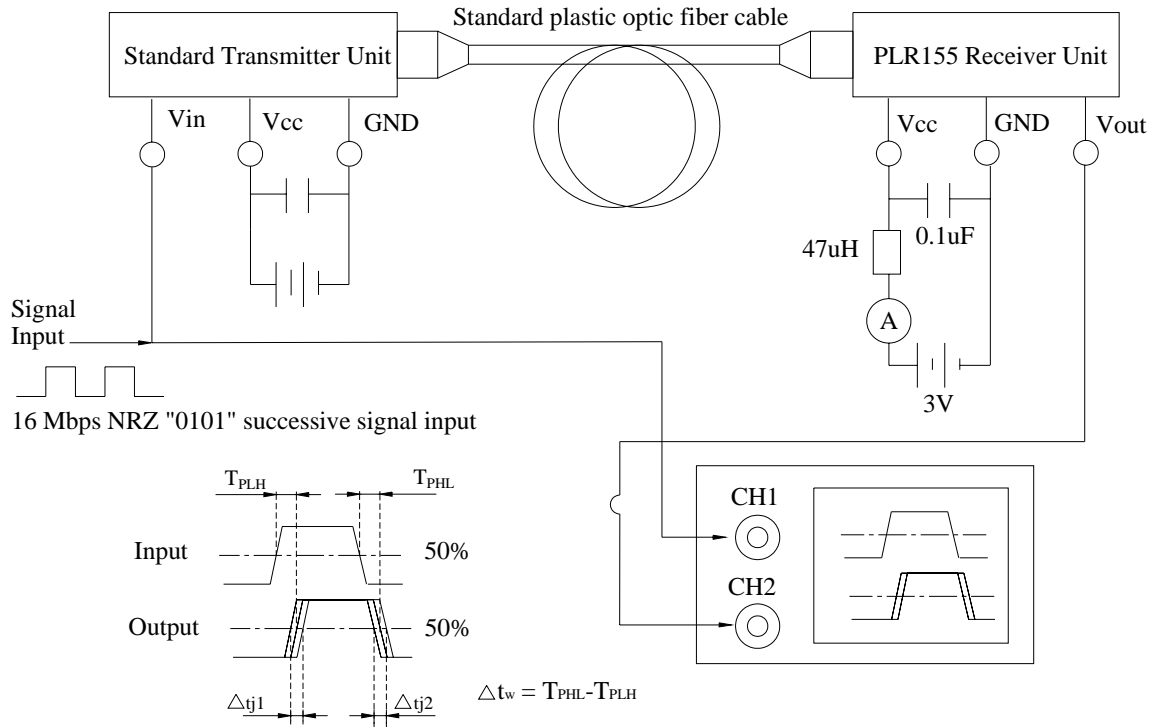 Standard plastic optic fiber cable
Standard Transmitter Unit
PLR155 Receiver Unit
Vin
Vcc
GND
Vcc
GND
Vout
47uH
0.1uF
A
3V
Signal
Input
16 Mbps NRZ "0101" successive signal input
TPLH
TPHL
Input
50%
Output
50%
△tj1
△tj2
△tw = TPHL-TPLH
CH1
CH2